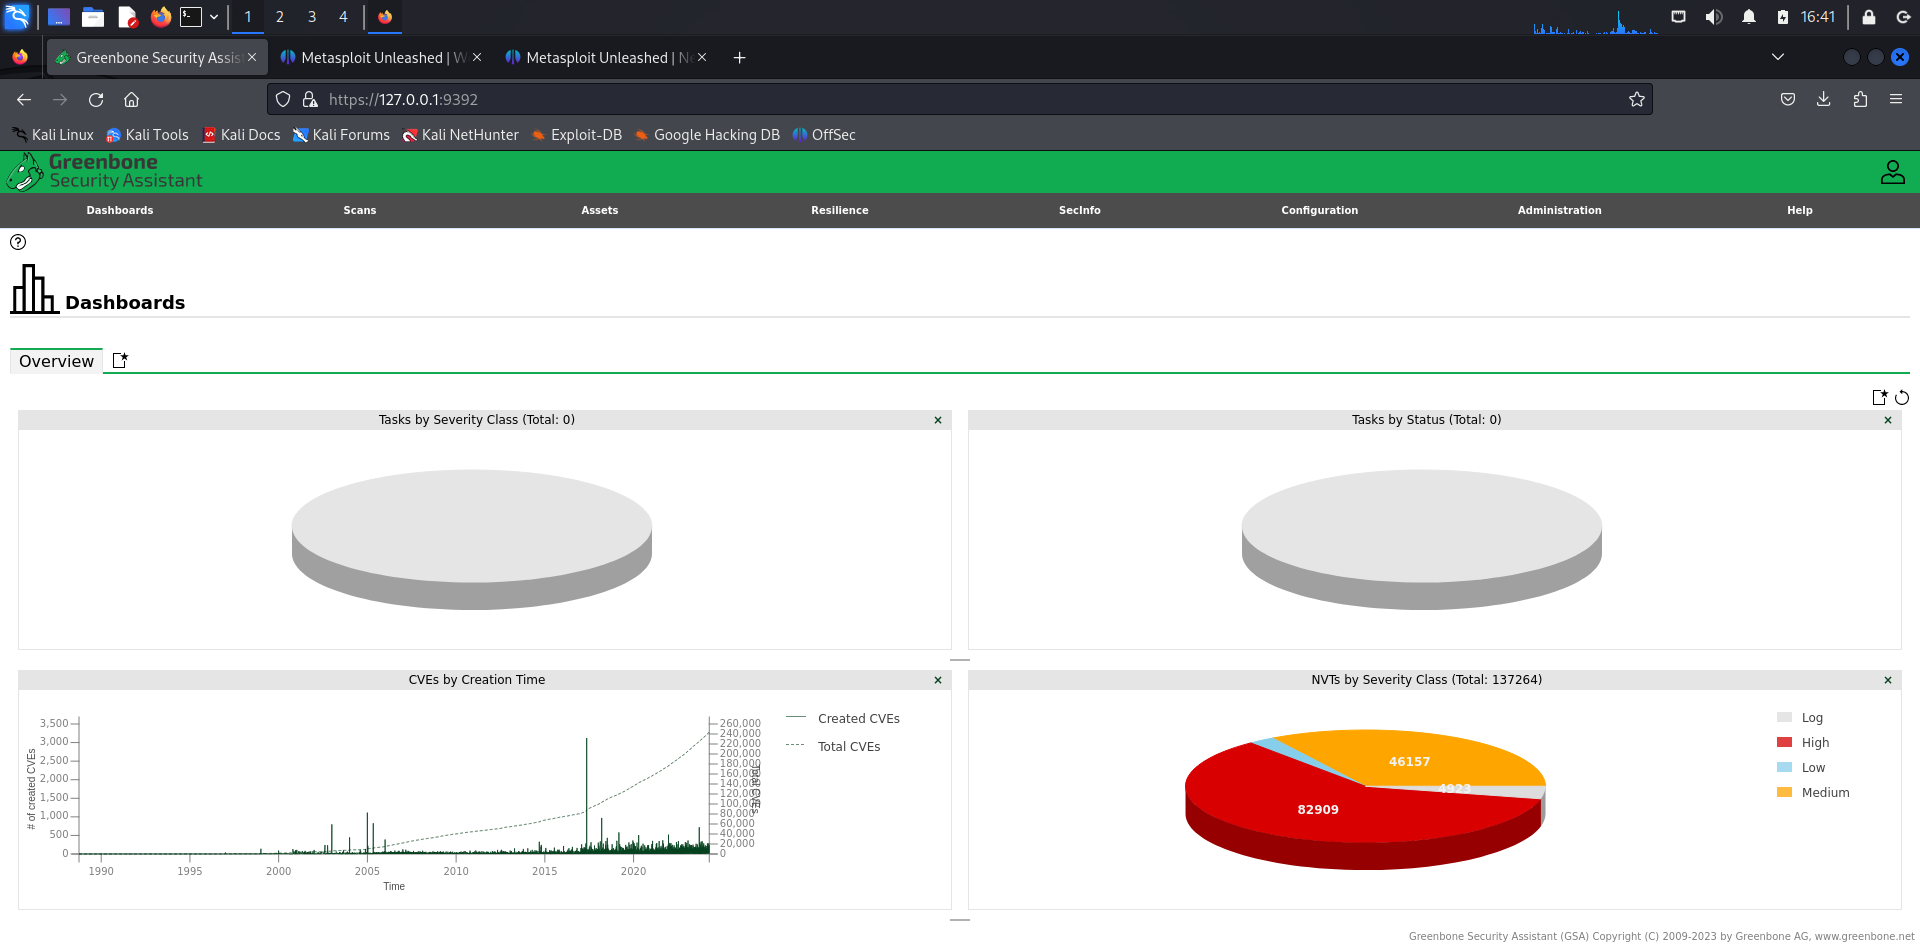 1 2 3 4 16:41
Greenbone Security Assis
Metasploit Unleashed | W
Metasploit Unleashed | Ne
https://127.0.0.1:9392
Kali Linux Kali Tools Kali Docs Kali Forums Kali NetHunter Exploit-DB Google Hacking DB OffSec
Greenbone
Security Assistant
Dashboards Scans Assets Resilience SecInfo Configuration Administration Help
Dashboards
Overview
Tasks by Severity Class (Total: 0)
Tasks by Status (Total: 0)
CVEs by Creation Time
# of created CVEs
3,500
3,000
2,500
2,000
1,500
1,000
500
0
260,000
240,000
220,000
200,000
180,000
160,000
140,000
120,000
100,000
80,000
60,000
40,000
20,000
0
Total CVEs
1990 1995 2000 2005 2010 2015 2020
Time
Created CVEs
Total CVEs
NVTs by Severity Class (Total: 137264)
46157
4923
82909
Log
High
Low
Medium
Greenbone Security Assistant (GSA) Copyright (C) 2009-2023 by Greenbone AG, www.greenbone.net